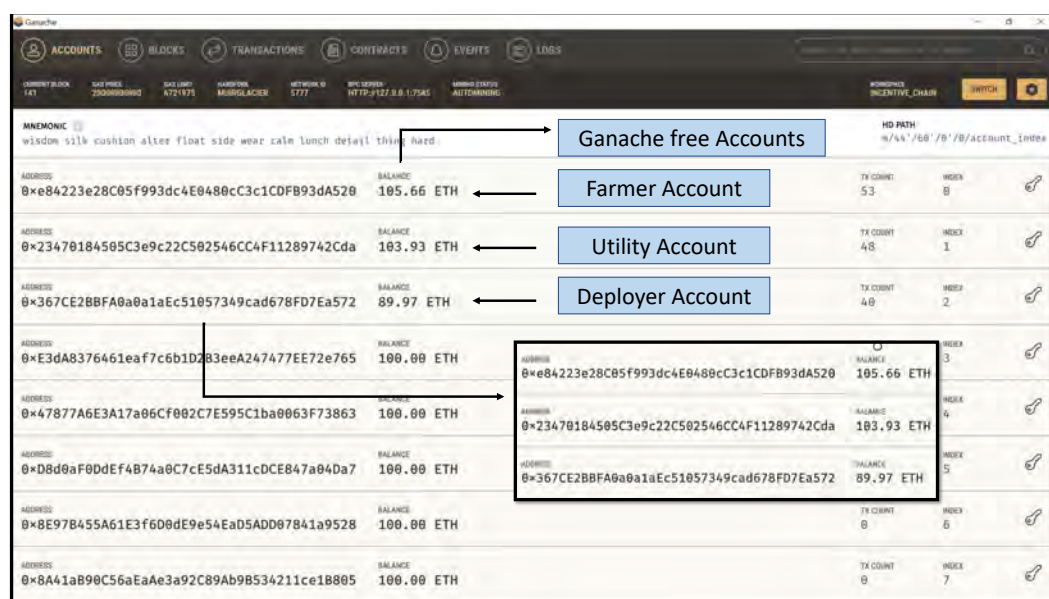 Ganache
ACCOUNTS BLOCKS TRANSACTIONS CONTRACTS EVENTS LOGS
CURRENT BLOCK GAS PRICE GAS LIMIT HARDFORK NETWORK ID RPC SERVER MINING STATUS WORKSPACE
141 20000000000 6721975 MUIRGLACIER 5777 HTTP://127.0.0.1:7545 AUTOMINING INCENTIVE_CHAIN SWITCH
MNEMONIC HD PATH
wisdom silk cushion alter float side wear calm lunch detail thing hard m/44'/60'/0'/0/account_index
Ganache free Accounts
ADDRESS BALANCE TX COUNT INDEX
0×e84223e28C05f993dc4E0480cC3c1CDFB93dA520 105.66 ETH Farmer Account 53 0
ADDRESS BALANCE TX COUNT INDEX
0×23470184505C3e9c22C502546CC4F11289742Cda 103.93 ETH Utility Account 48 1
ADDRESS BALANCE TX COUNT INDEX
0×367CE2BBFA0a0a1aEc51057349cad678FD7Ea572 89.97 ETH Deployer Account 40 2
ADDRESS BALANCE INDEX
0×E3dA8376461eaf7c6b1D2B3eeA247477EE72e765 100.00 ETH 3
ADDRESS BALANCE INDEX
0×47877A6E3A17a06Cf002C7E595C1ba0063F73863 100.00 ETH 4
ADDRESS BALANCE INDEX
0×D8d0aF0DdEf4B74a0C7cE5dA311cDCE847a04Da7 100.00 ETH 5
ADDRESS BALANCE TX COUNT INDEX
0×8E97B455A61E3f6D0dE9e54EaD5ADD07841a9528 100.00 ETH 0 6
ADDRESS BALANCE TX COUNT INDEX
0×8A41aB90C56aEaAe3a92C89Ab9B534211ce1B805 100.00 ETH 0 7
ADDRESS BALANCE
0×e84223e28C05f993dc4E0480cC3c1CDFB93dA520 105.66 ETH
ADDRESS BALANCE
0×23470184505C3e9c22C502546CC4F11289742Cda 103.93 ETH
ADDRESS BALANCE
0×367CE2BBFA0a0a1aEc51057349cad678FD7Ea572 89.97 ETH